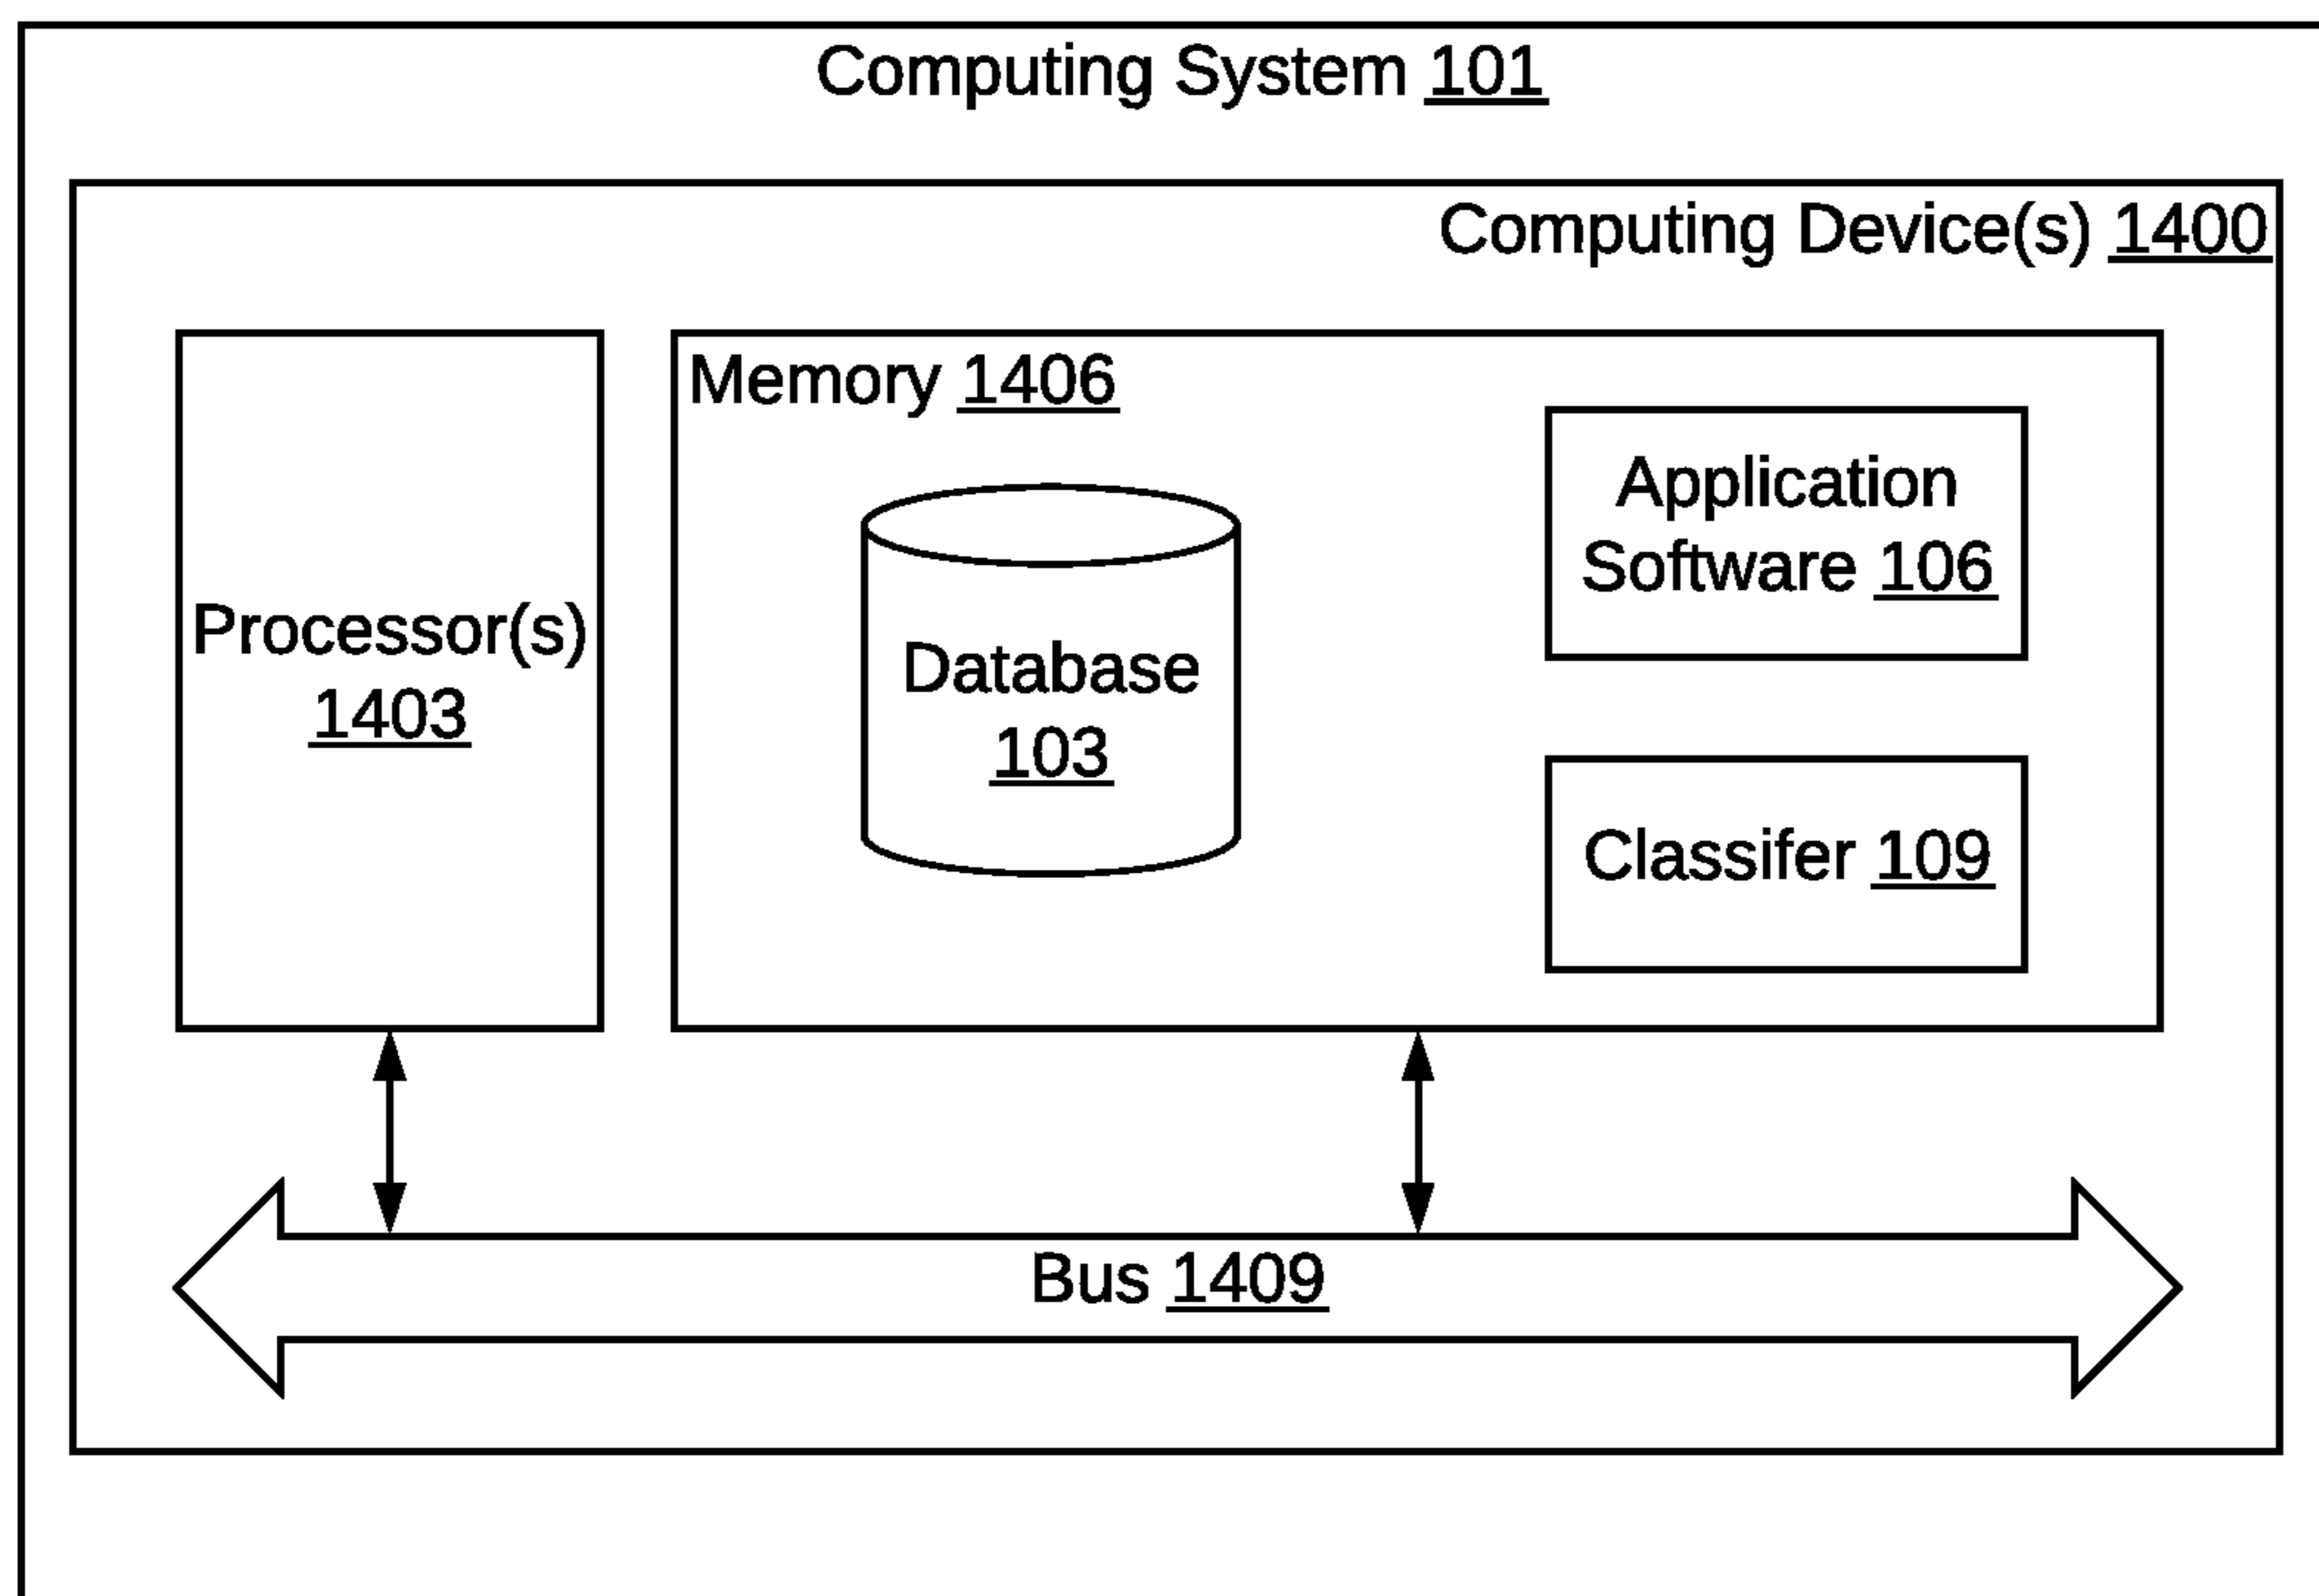 Computing System 101
Computing Device(s) 1400
Processor(s)
1403
Memory 1406
Database
103
Application
Software 106
Classifer 109
Bus 1409